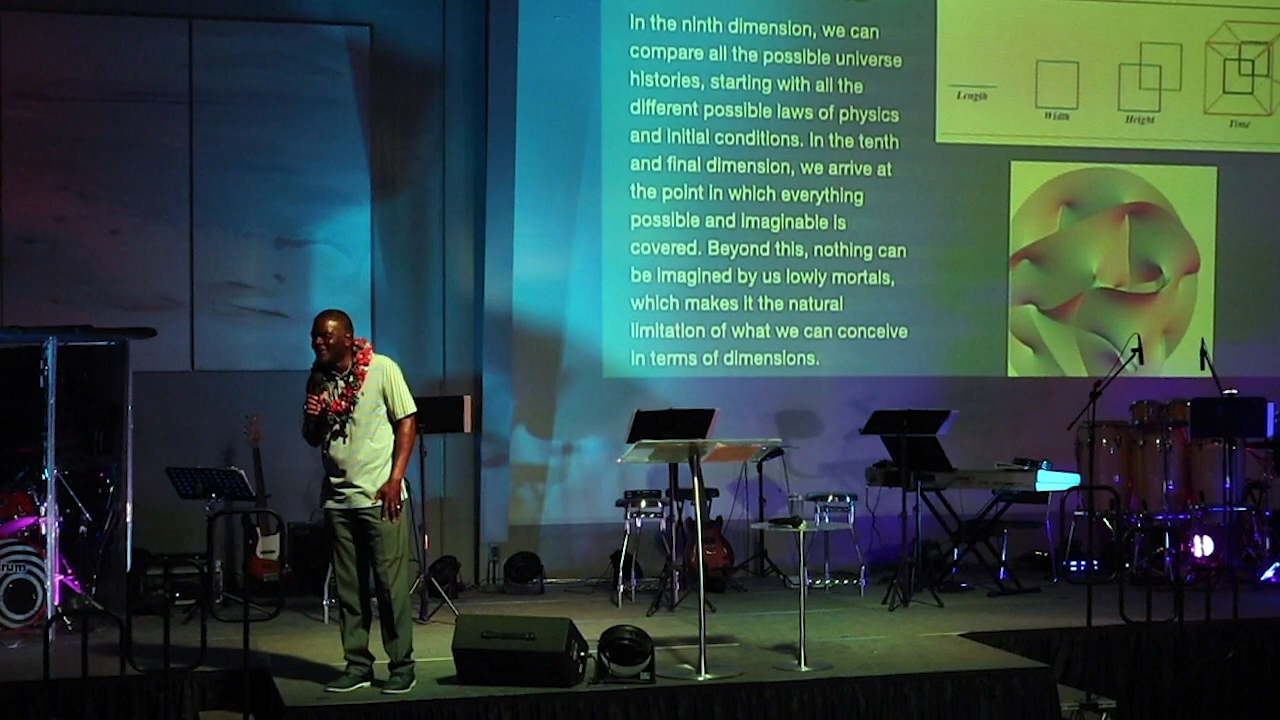 In the ninth dimension, we can
compare all the possible universe
histories, starting with all the
different possible laws of physics
and initial conditions. In the tenth
and final dimension, we arrive at
the point in which everything
possible and imaginable is
covered. Beyond this, nothing can
be imagined by us lowly mortals,
which makes it the natural
limitation of what we can conceive
in terms of dimensions.
Length
Width
Height
Time
rum